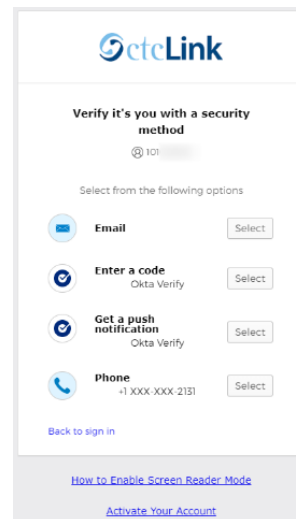 ctcLink
Verify it's you with a security
method
101
Select from the following options
Email
Select
Enter a code
Okta Verify
Select
Get a push
notification
Okta Verify
Select
Phone
+1 XXX-XXX-2131
Select
Back to sign in
How to Enable Screen Reader Mode
Activate Your Account